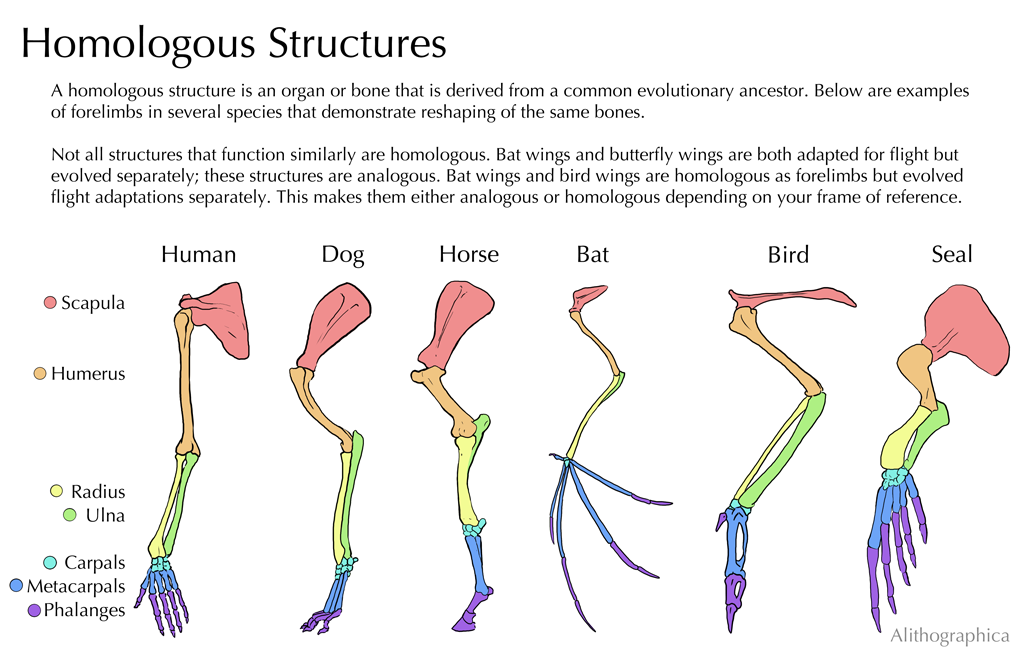 Homologous Structures
A homologous structure is an organ or bone that is derived from a common evolutionary ancestor. Below are examples
of forelimbs in several species that demonstrate reshaping of the same bones.
Not all structures that function similarly are homologous. Bat wings and butterfly wings are both adapted for flight but
evolved separately; these structures are analogous. Bat wings and bird wings are homologous as forelimbs but evolved
flight adaptations separately. This makes them either analogous or homologous depending on your frame of reference.
Human Dog Horse Bat Bird Seal
Scapula
Humerus
Radius
Ulna
Carpals
Metacarpals
Phalanges
Alithographica